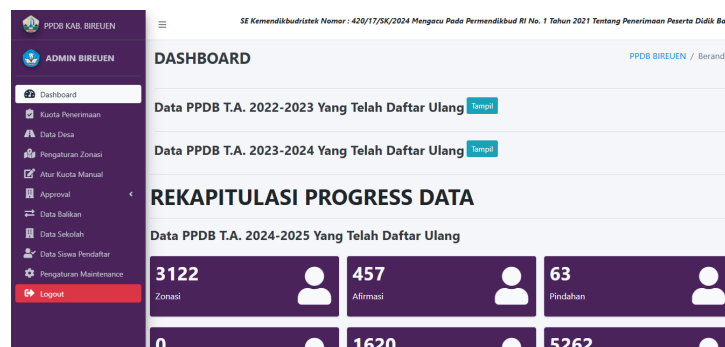 PPDB KAB. BIREUEN
SE Kemendikbudristek Nomor : 420/17/SK/2024 Mengacu Pada Permendikbud RI No. 1 Tahun 2021 Tentang Penerimaan Peserta Didik Ba
ADMIN BIREUEN
DASHBOARD
PPDB BIREUEN / Berand
Dashboard
Kuota Penerimaan
Data Desa
Pengaturan Zonasi
Atur Kuota Manual
Approval
Data Balikan
Data Sekolah
Data Siswa Pendaftar
Pengaturan Maintenance
Logout
Data PPDB T.A. 2022-2023 Yang Telah Daftar Ulang Tampil
Data PPDB T.A. 2023-2024 Yang Telah Daftar Ulang Tampil
REKAPITULASI PROGRESS DATA
Data PPDB T.A. 2024-2025 Yang Telah Daftar Ulang
3122
Zonasi
457
Afirmasi
63
Pindahan
0
1620
5262